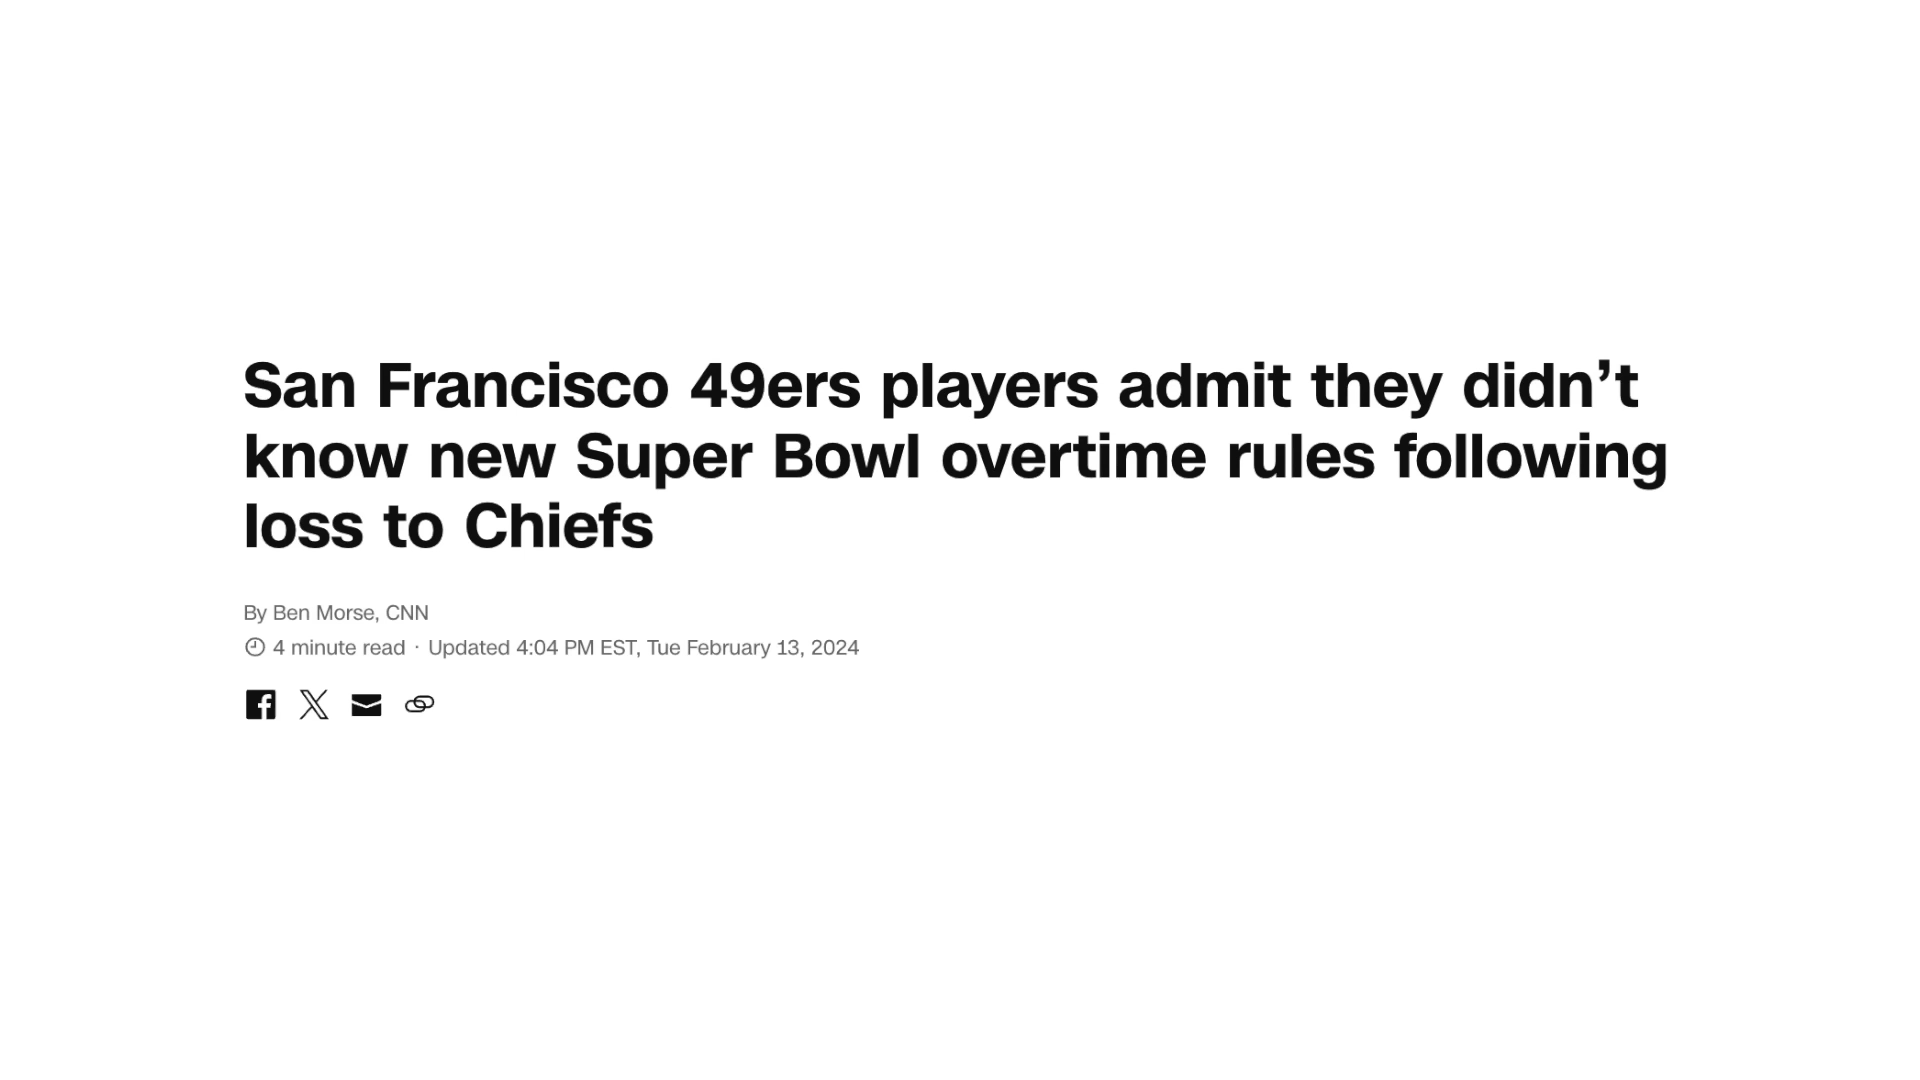 San Francisco 49ers players admit they didn’t
know new Super Bowl overtime rules following
loss to Chiefs
By Ben Morse, CNN
4 minute read · Updated 4:04 PM EST, Tue February 13, 2024